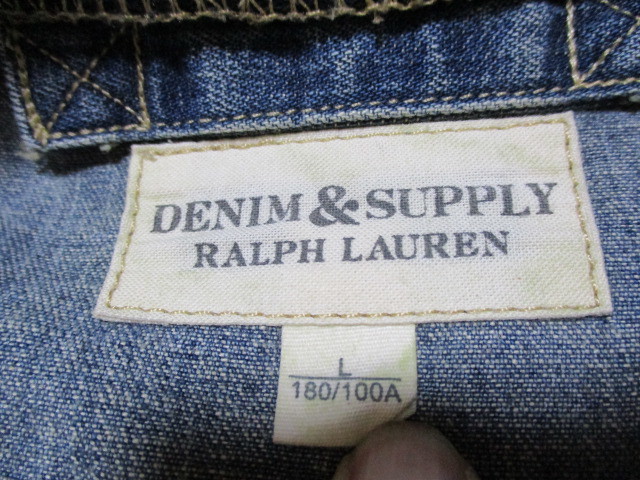 DENIM & SUPPLY
RALPH LAUREN
L
180/100A